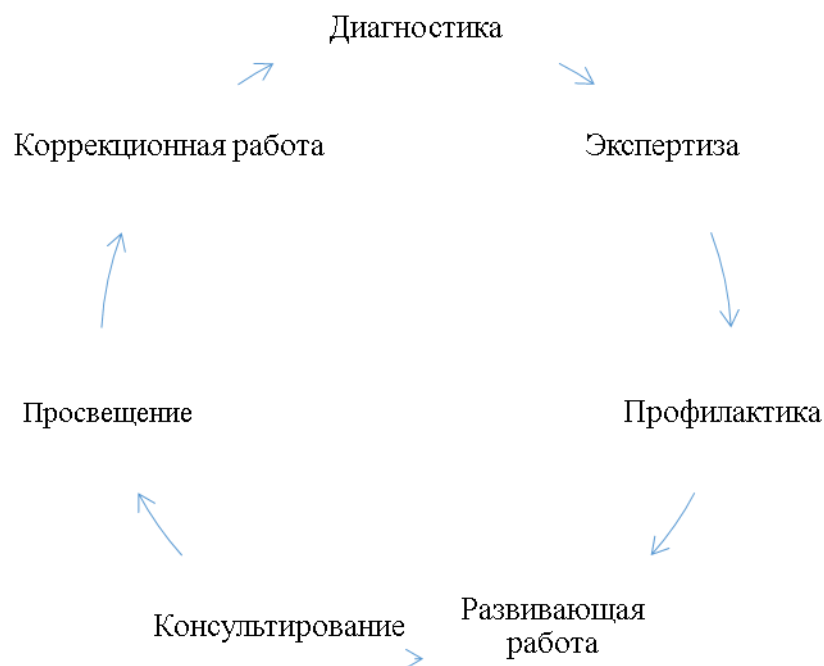 Диагностика
Коррекционная работа
Экспертиза
Просвещение
Профилактика
Консультирование
Развивающая
работа